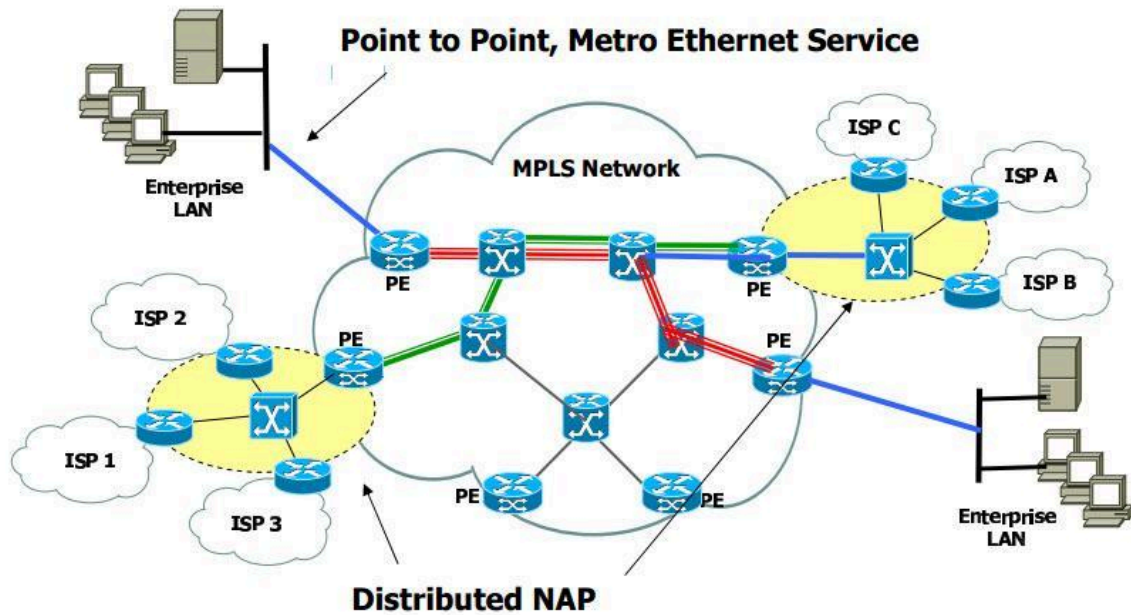 Point to Point, Metro Ethernet Service
ISP C
MPLS Network
ISP A
Enterprise
LAN
PE
PE
ISP B
ISP 2
PE
PE
ISP 1
PE
PE
ISP 3
Enterprise
LAN
Distributed NAP